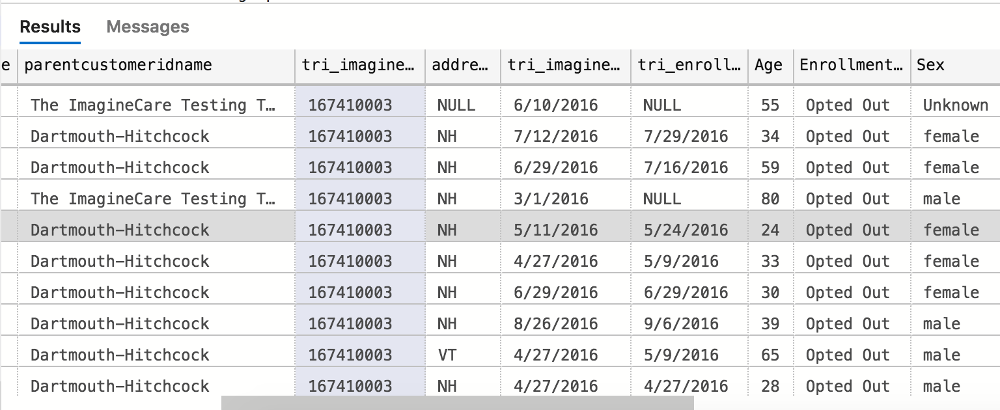 Results Messages
e parentcustomeridname tri_imagine… addre… tri_imagine… tri_enroll… Age Enrollment… Sex
The ImagineCare Testing T… 167410003 NULL 6/10/2016 NULL 55 Opted Out Unknown
Dartmouth-Hitchcock 167410003 NH 7/12/2016 7/29/2016 34 Opted Out female
Dartmouth-Hitchcock 167410003 NH 6/29/2016 7/16/2016 59 Opted Out female
The ImagineCare Testing T… 167410003 NH 3/1/2016 NULL 80 Opted Out male
Dartmouth-Hitchcock 167410003 NH 5/11/2016 5/24/2016 24 Opted Out female
Dartmouth-Hitchcock 167410003 NH 4/27/2016 5/9/2016 33 Opted Out female
Dartmouth-Hitchcock 167410003 NH 6/29/2016 6/29/2016 30 Opted Out female
Dartmouth-Hitchcock 167410003 NH 8/26/2016 9/6/2016 39 Opted Out male
Dartmouth-Hitchcock 167410003 VT 4/27/2016 5/9/2016 65 Opted Out male
Dartmouth-Hitchcock 167410003 NH 4/27/2016 4/27/2016 28 Opted Out male